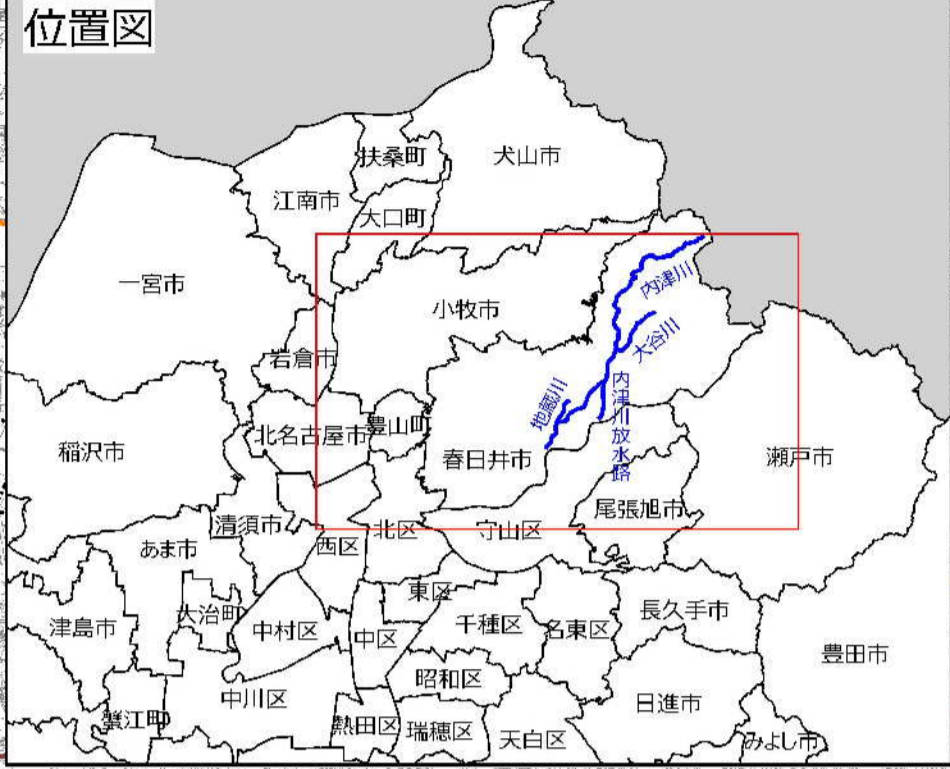 位置図
扶桑町
犬山市
江南市
大口町
一宮市
内津川
小牧市
大谷川
岩倉市
内津川放水路
地蔵川
北名古屋市
豊山町
稲沢市
春日井市
瀬戸市
尾張旭市
清須市
北区
守山区
西区
あま市
東区
大治町
長久手市
津島市
中村区
中区
千種区
名東区
豊田市
昭和区
中川区
日進市
蟹江町
熱田区
瑞穂区
天白区
みよし市